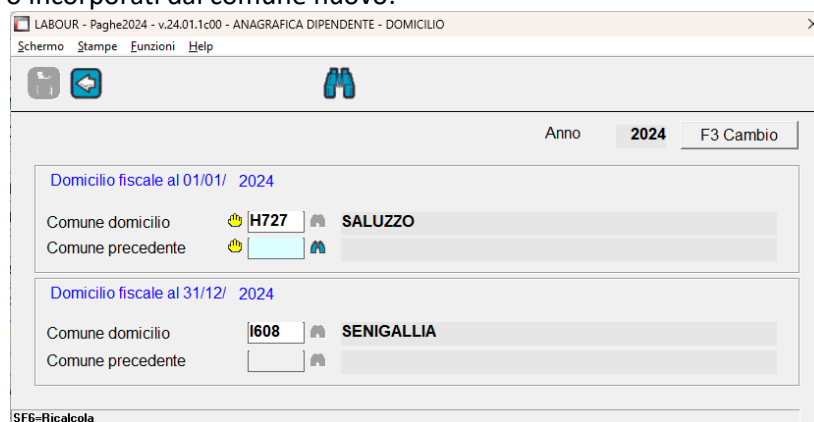 o incorporati dal comune nuovo.
LABOUR - Paghe2024 - v.24.01.1c00 - ANAGRAFICA DIPENDENTE - DOMICILIO
Schermo Stampe Funzioni Help
Anno 2024 F3 Cambio
Domicilio fiscale al 01/01/ 2024
Comune domicilio H727 SALUZZO
Comune precedente
Domicilio fiscale al 31/12/ 2024
Comune domicilio I608 SENIGALLIA
Comune precedente
SF6=Ricalcola